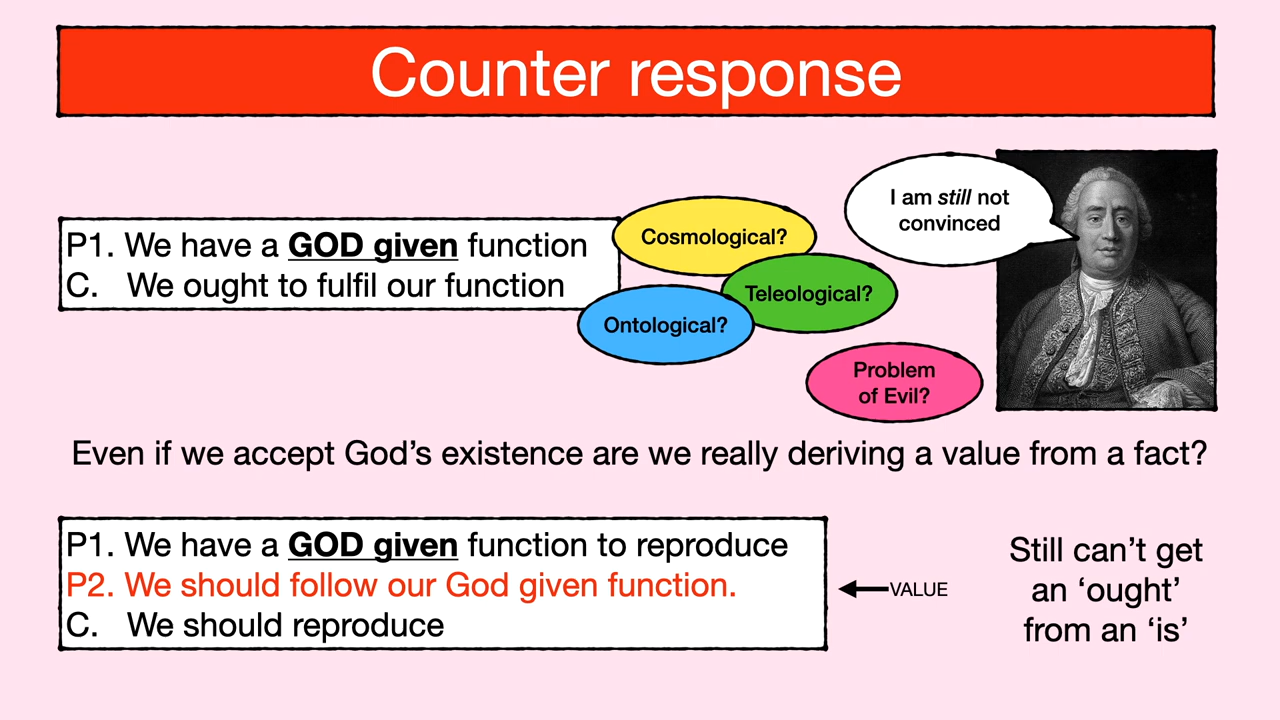 Counter response
I am still not
convinced
Cosmological?
P1. We have a GOD given function
C. We ought to fulfil our function
Teleological?
Ontological?
Problem
of Evil?
Even if we accept God's existence are we really deriving a value from a fact?
P1. We have a GOD given function to reproduce
P2. We should follow our God given function.
C. We should reproduce
VALUE
Still can't get
an 'ought'
from an 'is'